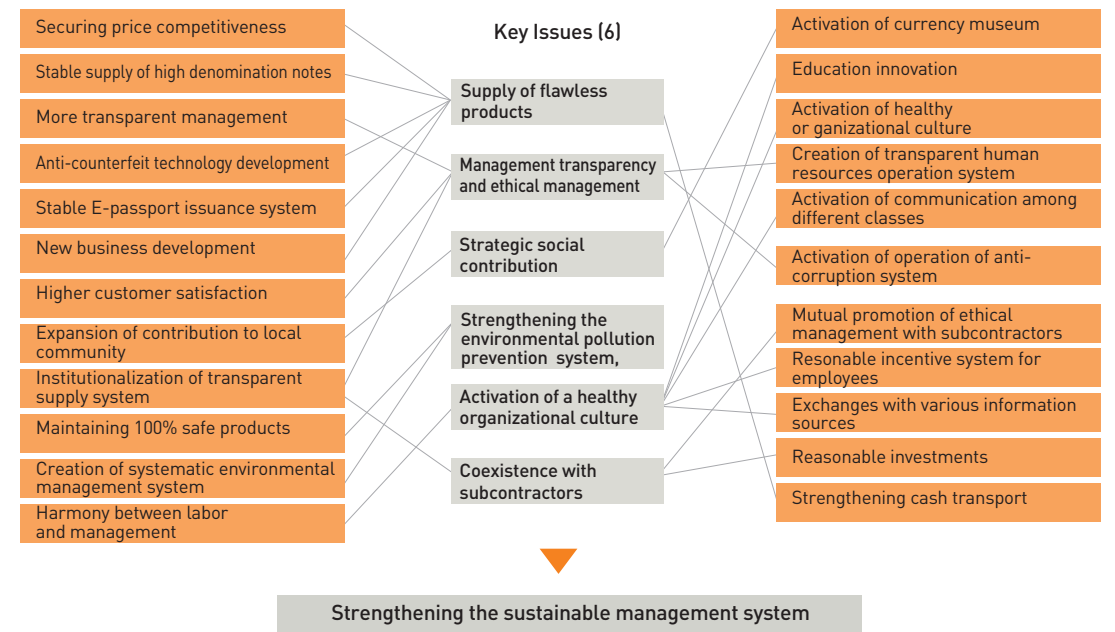 Securing price competitiveness
Stable supply of high denomination notes
More transparent management
Anti-counterfeit technology development
Stable E-passport issuance system
New business development
Higher customer satisfaction
Expansion of contribution to local
community
Institutionalization of transparent
supply system
Maintaining 100% safe products
Creation of systematic environmental
management system
Harmony between labor
and management
Key Issues (6)
Supply of flawless
products
Management transparency
and ethical management
Strategic social
contribution
Strengthening the
environmental pollution
prevention system,
Activation of a healthy
organizational culture
Coexistence with
subcontractors
Activation of currency museum
Education innovation
Activation of healthy
or ganizational culture
Creation of transparent human
resources operation system
Activation of communication among
different classes
Activation of operation of anti-
corruption system
Mutual promotion of ethical
management with subcontractors
Resonable incentive system for
employees
Exchanges with various information
sources
Reasonable investments
Strengthening cash transport
Strengthening the sustainable management system